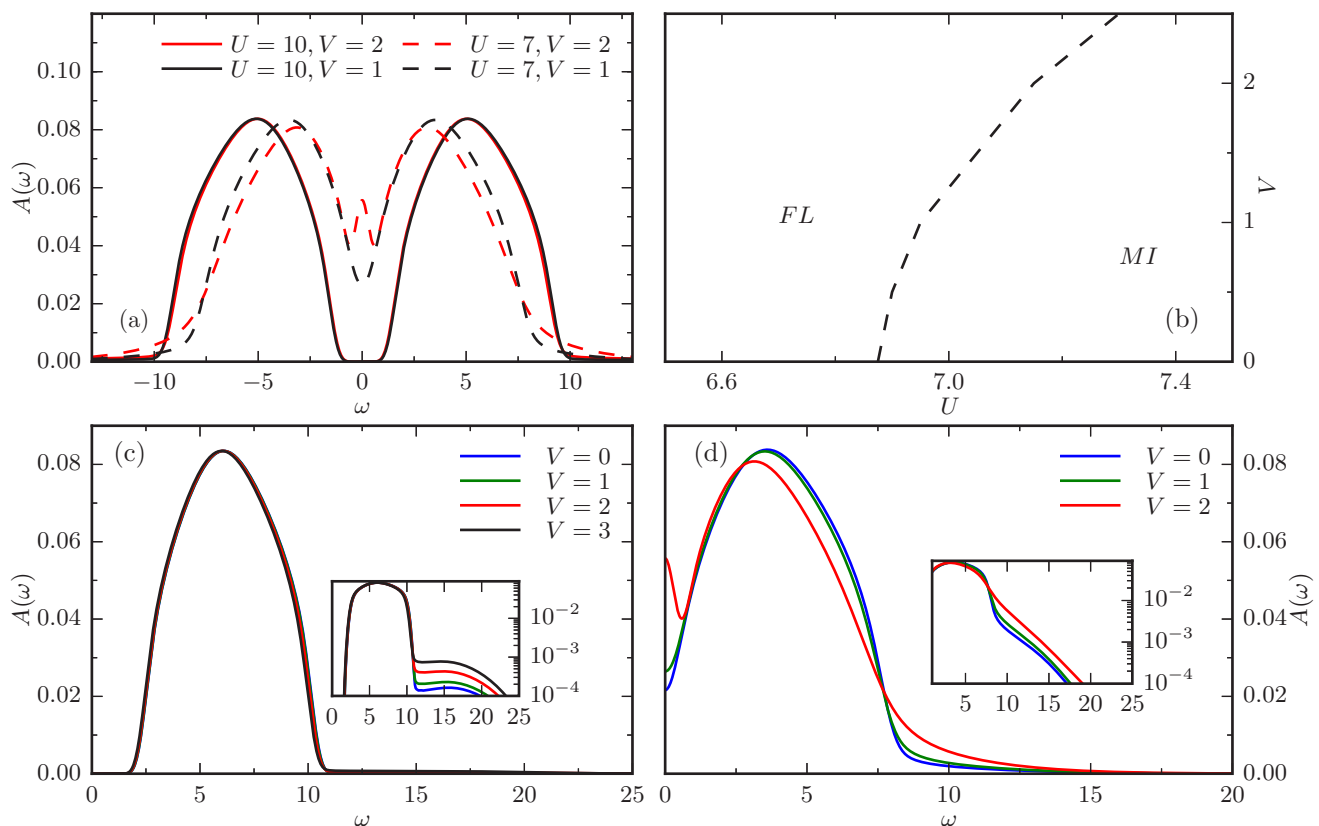 0.10
0.08
0.06
0.04
0.02
0.00
A(ω)
U = 10, V = 2
U = 7, V = 2
U = 10, V = 1
U = 7, V = 1
(a)
−10 −5 0 5 10
ω
FL
MI
(b)
2
1
0
V
6.6 7.0 7.4
U
(c)
0.08
0.06
0.04
0.02
0.00
A(ω)
V = 0
V = 1
V = 2
V = 3
10⁻²
10⁻³
10⁻⁴
0 5 10 15 20 25
0 5 10 15 20 25
ω
(d)
V = 0
V = 1
V = 2
10⁻²
10⁻³
10⁻⁴
5 10 15 20 25
0.08
0.06
0.04
0.02
0.00
A(ω)
0 5 10 15 20
ω